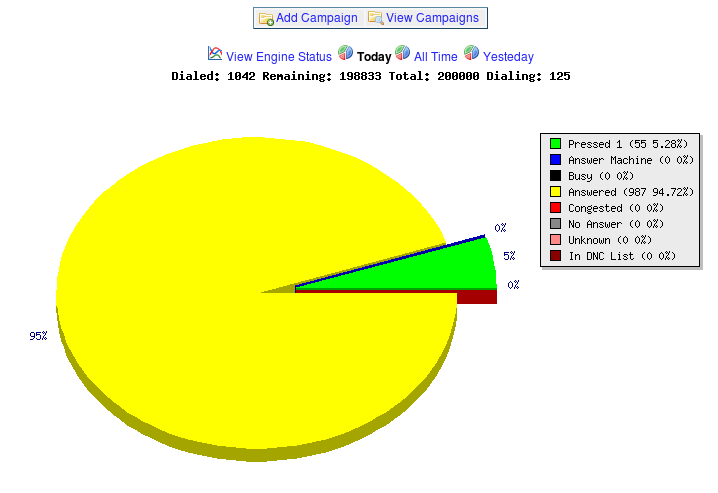 Add Campaign View Campaigns
View Engine Status Today All Time Yesteday
Dialed: 1042 Remaining: 198833 Total: 200000 Dialing: 125
Pressed 1 (55 5.28%)
Answer Machine (0 0%)
Busy (0 0%)
Answered (987 94.72%)
Congested (0 0%)
No Answer (0 0%)
Unknown (0 0%)
In DNC List (0 0%)
0%
5%
0%
95%